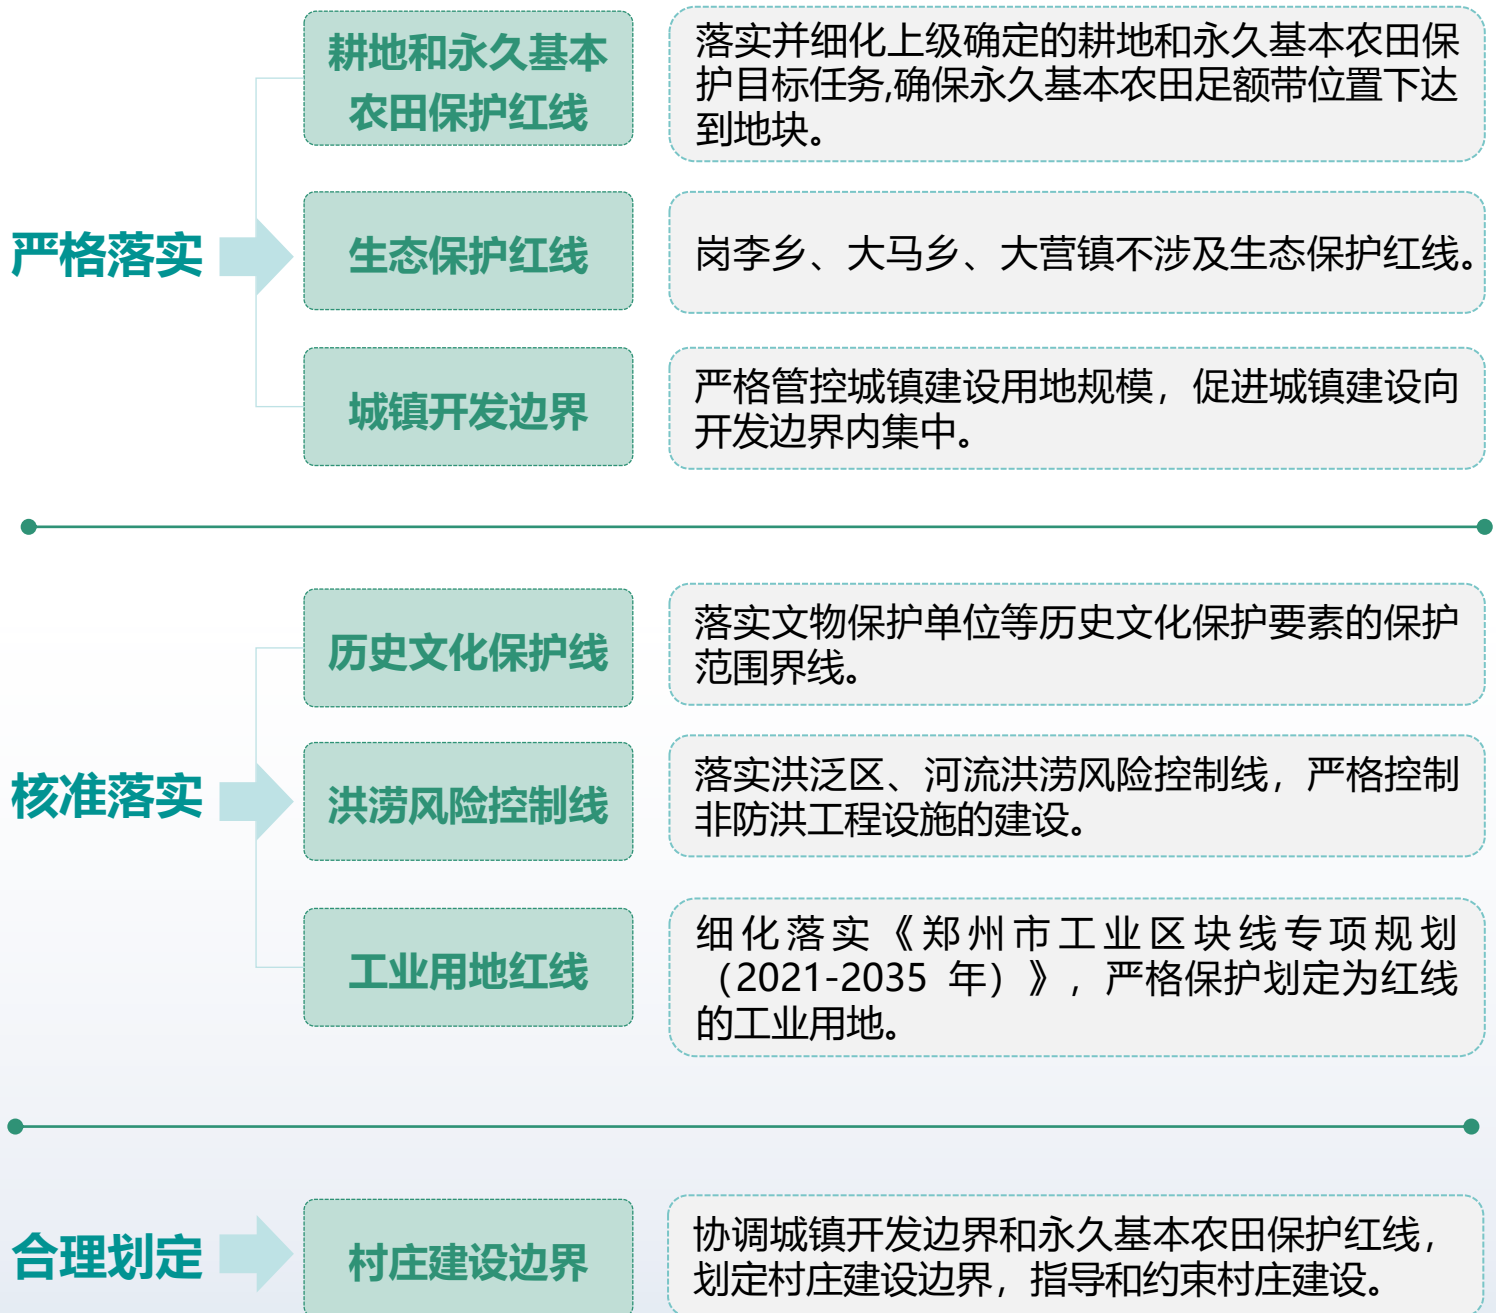 耕地和永久基本
农田保护红线
落实并细化上级确定的耕地和永久基本农田保
护目标任务,确保永久基本农田足额带位置下达
到地块。
严格落实
生态保护红线
岗李乡、大马乡、大营镇不涉及生态保护红线。
城镇开发边界
严格管控城镇建设用地规模，促进城镇建设向
开发边界内集中。
历史文化保护线
落实文物保护单位等历史文化保护要素的保护
范围界线。
核准落实
洪涝风险控制线
落实洪泛区、河流洪涝风险控制线，严格控制
非防洪工程设施的建设。
工业用地红线
细化落实《郑州市工业区块线专项规划
（2021-2035 年）》，严格保护划定为红线
的工业用地。
合理划定
村庄建设边界
协调城镇开发边界和永久基本农田保护红线，
划定村庄建设边界，指导和约束村庄建设。